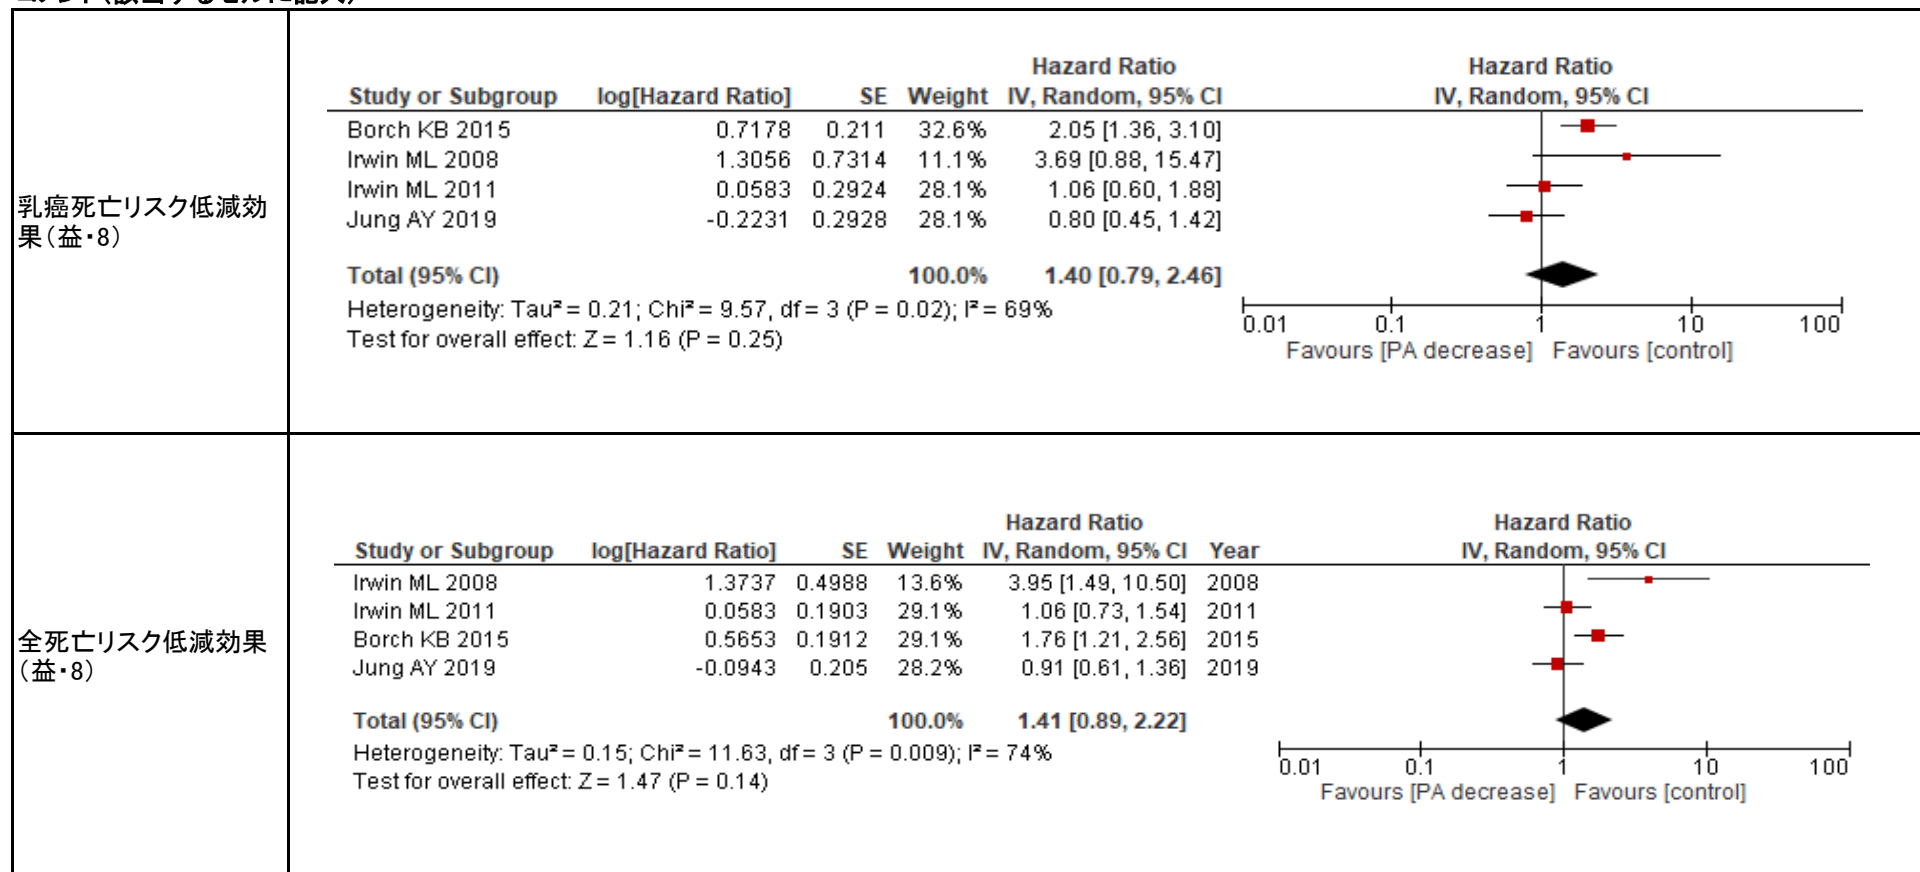 乳癌死亡リスク低減効
果（益・8）
Hazard Ratio Hazard Ratio
Study or Subgroup log[Hazard Ratio] SE Weight IV, Random, 95% CI IV, Random, 95% CI
Borch KB 2015 0.7178 0.211 32.6% 2.05 [1.36, 3.10]
Irwin ML 2008 1.3056 0.7314 11.1% 3.69 [0.88, 15.47]
Irwin ML 2011 0.0583 0.2924 28.1% 1.06 [0.60, 1.88]
Jung AY 2019 -0.2231 0.2928 28.1% 0.80 [0.45, 1.42]
Total (95% CI) 100.0% 1.40 [0.79, 2.46]
Heterogeneity: Tau² = 0.21; Chi² = 9.57, df = 3 (P = 0.02); I² = 69%
Test for overall effect: Z = 1.16 (P = 0.25)
0.01 0.1 1 10 100
Favours [PA decrease] Favours [control]
全死亡リスク低減効果
（益・8）
Hazard Ratio Hazard Ratio
Study or Subgroup log[Hazard Ratio] SE Weight IV, Random, 95% CI Year IV, Random, 95% CI
Irwin ML 2008 1.3737 0.4988 13.6% 3.95 [1.49, 10.50] 2008
Irwin ML 2011 0.0583 0.1903 29.1% 1.06 [0.73, 1.54] 2011
Borch KB 2015 0.5653 0.1912 29.1% 1.76 [1.21, 2.56] 2015
Jung AY 2019 -0.0943 0.205 28.2% 0.91 [0.61, 1.36] 2019
Total (95% CI) 100.0% 1.41 [0.89, 2.22]
Heterogeneity: Tau² = 0.15; Chi² = 11.63, df = 3 (P = 0.009); I² = 74%
Test for overall effect: Z = 1.47 (P = 0.14)
0.01 0.1 1 10 100
Favours [PA decrease] Favours [control]